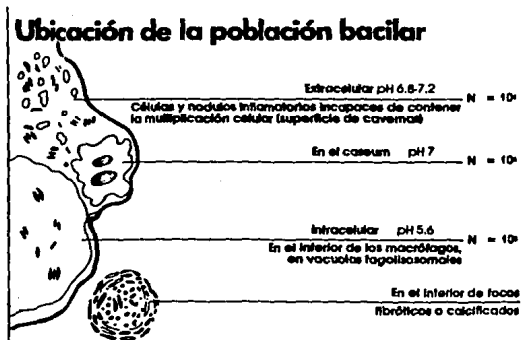 Ubicación de la población bacilar
Extracelular pH 6.8-7.2
N = 10
Células y nodulos inflamatorios incapaces de contener
la multiplicación celular (superficie de cavernas)
En el caseum pH 7
N = 10
Intracelular pH 5.6
N = 10
En el interior de los macrófagos,
en vacuolas fagolisosomales
En el interior de focos
fibróticos o calcificados